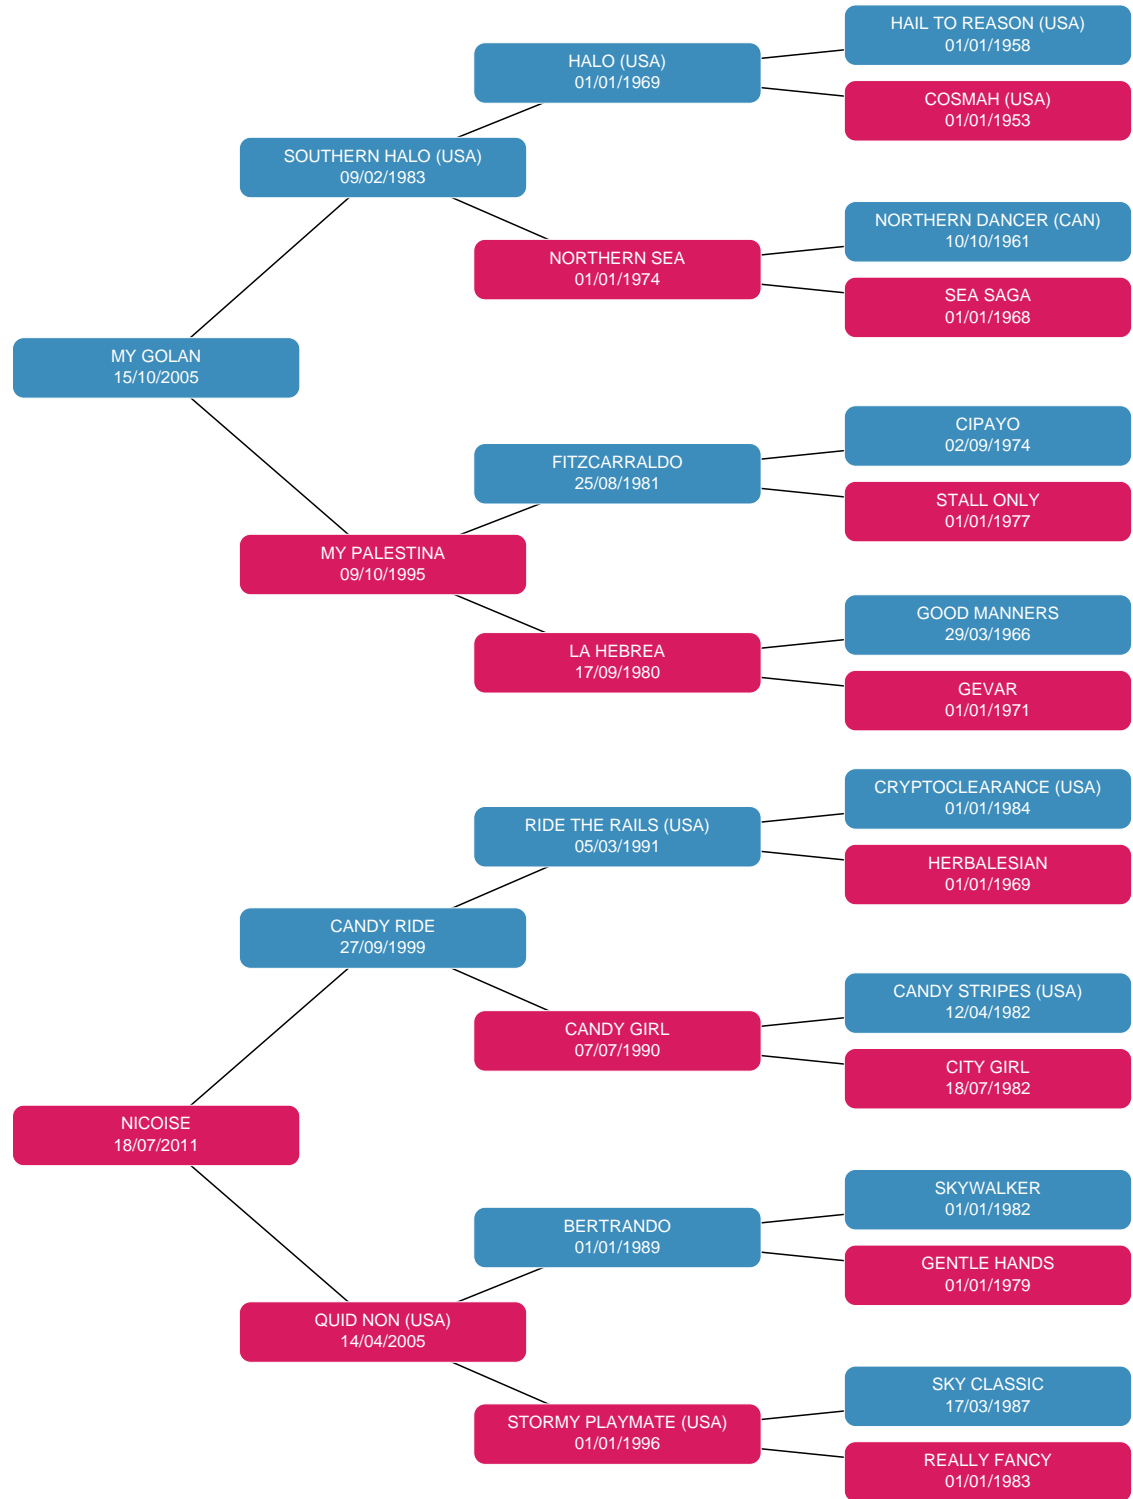 HAIL TO REASON (USA)
01/01/1958
HALO (USA)
01/01/1969
COSMAH (USA)
01/01/1953
SOUTHERN HALO (USA)
09/02/1983
NORTHERN DANCER (CAN)
10/10/1961
NORTHERN SEA
01/01/1974
SEA SAGA
01/01/1968
MY GOLAN
15/10/2005
CIPAYO
02/09/1974
FITZCARRALDO
25/08/1981
STALL ONLY
01/01/1977
MY PALESTINA
09/10/1995
GOOD MANNERS
29/03/1966
LA HEBREA
17/09/1980
GEVAR
01/01/1971
CRYPTOCLEARANCE (USA)
01/01/1984
RIDE THE RAILS (USA)
05/03/1991
HERBALESIAN
01/01/1969
CANDY RIDE
27/09/1999
CANDY STRIPES (USA)
12/04/1982
CANDY GIRL
07/07/1990
CITY GIRL
18/07/1982
NICOISE
18/07/2011
SKYWALKER
01/01/1982
BERTRANDO
01/01/1989
GENTLE HANDS
01/01/1979
QUID NON (USA)
14/04/2005
SKY CLASSIC
17/03/1987
STORMY PLAYMATE (USA)
01/01/1996
REALLY FANCY
01/01/1983